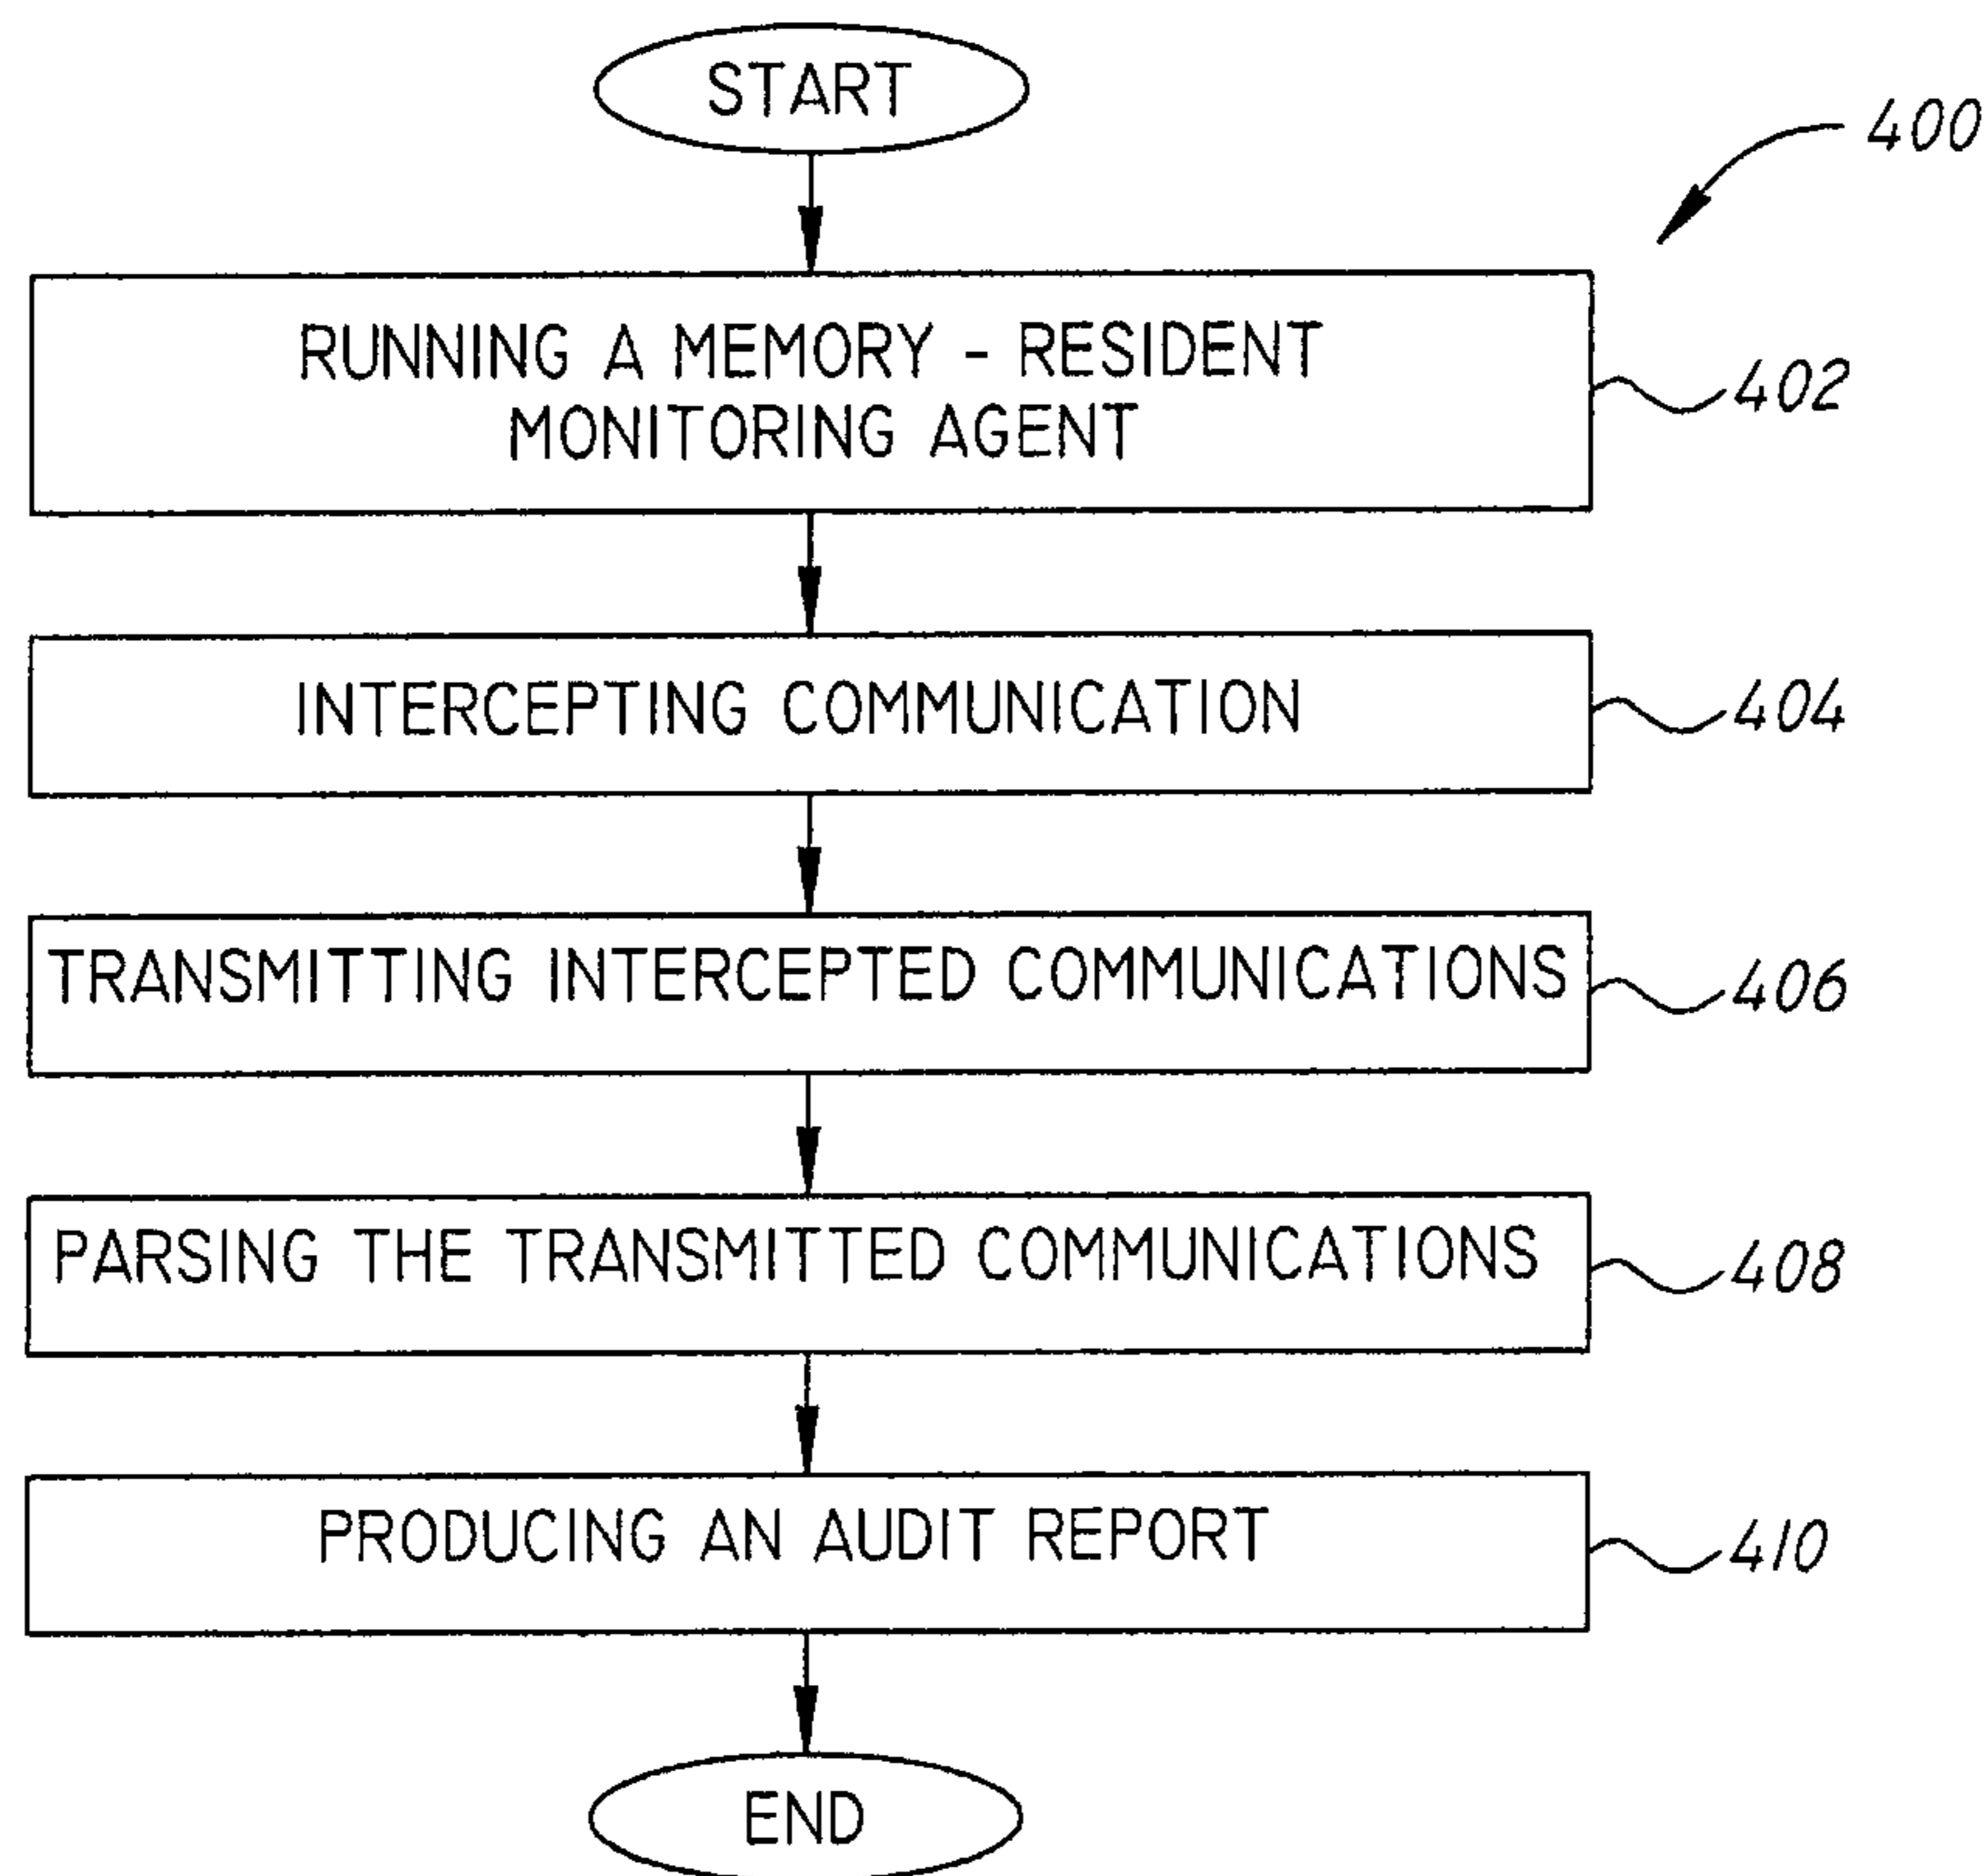 START
400
RUNNING A MEMORY - RESIDENT
MONITORING AGENT
402
INTERCEPTING COMMUNICATION
404
TRANSMITTING INTERCEPTED COMMUNICATIONS
406
PARSING THE TRANSMITTED COMMUNICATIONS
408
PRODUCING AN AUDIT REPORT
410
END